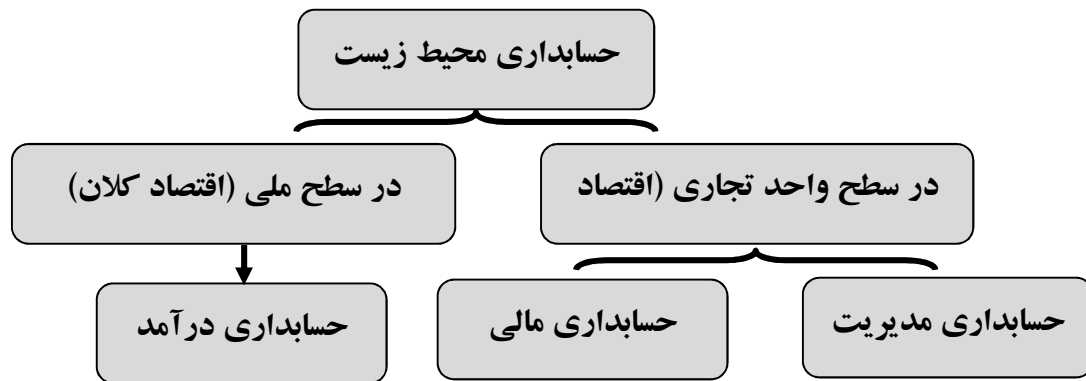 حسابداری محیط زیست
در سطح واحد تجاری (اقتصاد
در سطح ملی (اقتصاد کلان)
حسابداری مدیریت
حسابداری مالی
حسابداری درآمد